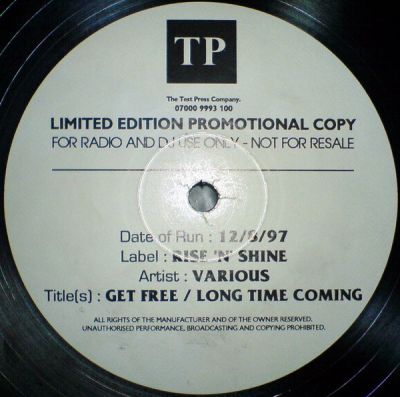 TP
The Test Press Company.
07000 9993 100
LIMITED EDITION PROMOTIONAL COPY
FOR RADIO AND DJ USE ONLY - NOT FOR RESALE
Date of Run : 12/8/97
Label : RISE 'N' SHINE
Artist : VARIOUS
Title(s) : GET FREE / LONG TIME COMING
ALL RIGHTS OF THE MANUFACTURER AND OF THE OWNER RESERVED.
UNAUTHORISED PERFORMANCE, BROADCASTING AND COPYING PROHIBITED.